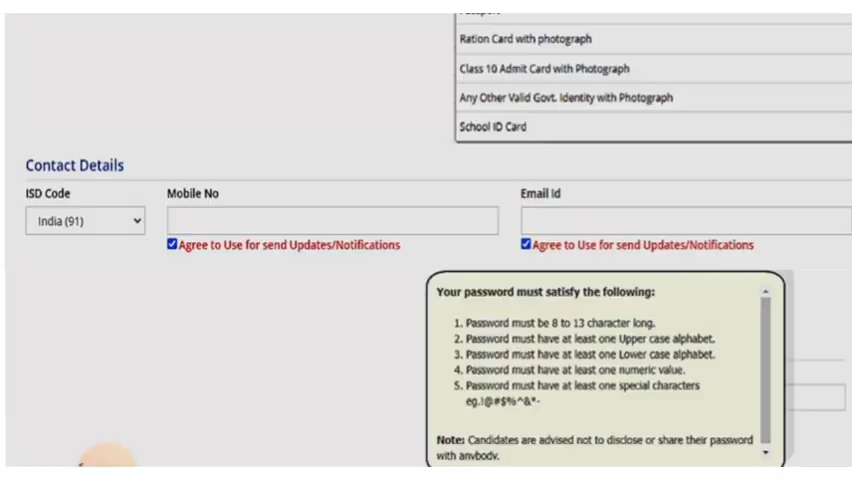 Ration Card with photograph
Class 10 Admit Card with Photograph
Any Other Valid Govt. Identity with Photograph
School ID Card
Contact Details
ISD Code
Mobile No
Email Id
India (91)
Agree to Use for send Updates/Notifications
Agree to Use for send Updates/Notifications
Your password must satisfy the following:
1. Password must be 8 to 13 character long.
2. Password must have at least one Upper case alphabet.
3. Password must have at least one Lower case alphabet.
4. Password must have at least one numeric value.
5. Password must have at least one special characters
eg.!@#$%^&*-
Note: Candidates are advised not to disclose or share their password
with anybody.